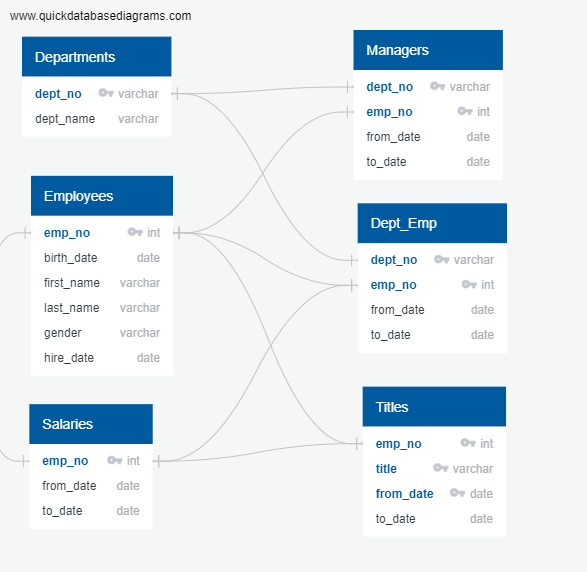 www.quickdatabasediagrams.com
Departments
dept_no varchar
dept_name varchar
Employees
emp_no int
birth_date date
first_name varchar
last_name varchar
gender varchar
hire_date date
Salaries
emp_no int
from_date date
to_date date
Managers
dept_no varchar
emp_no int
from_date date
to_date date
Dept_Emp
dept_no varchar
emp_no int
from_date date
to_date date
Titles
emp_no int
title varchar
from_date date
to_date date